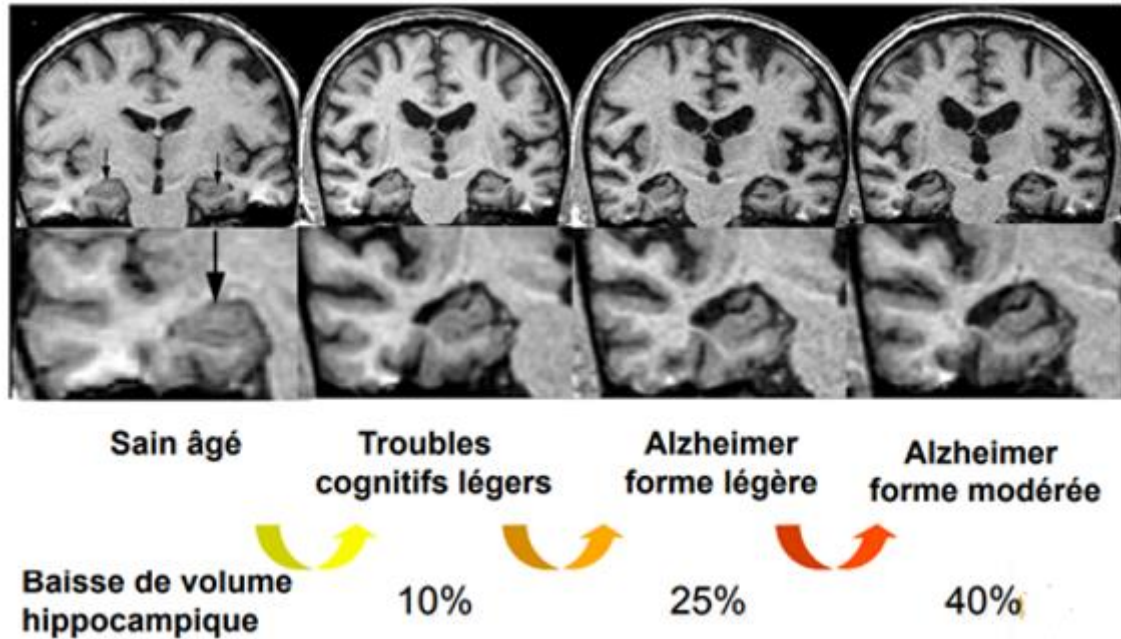 Sain âgé
Troubles
cognitifs légers
Alzheimer
forme légère
Alzheimer
forme modérée
Baisse de volume
hippocampique
10%
25%
40%